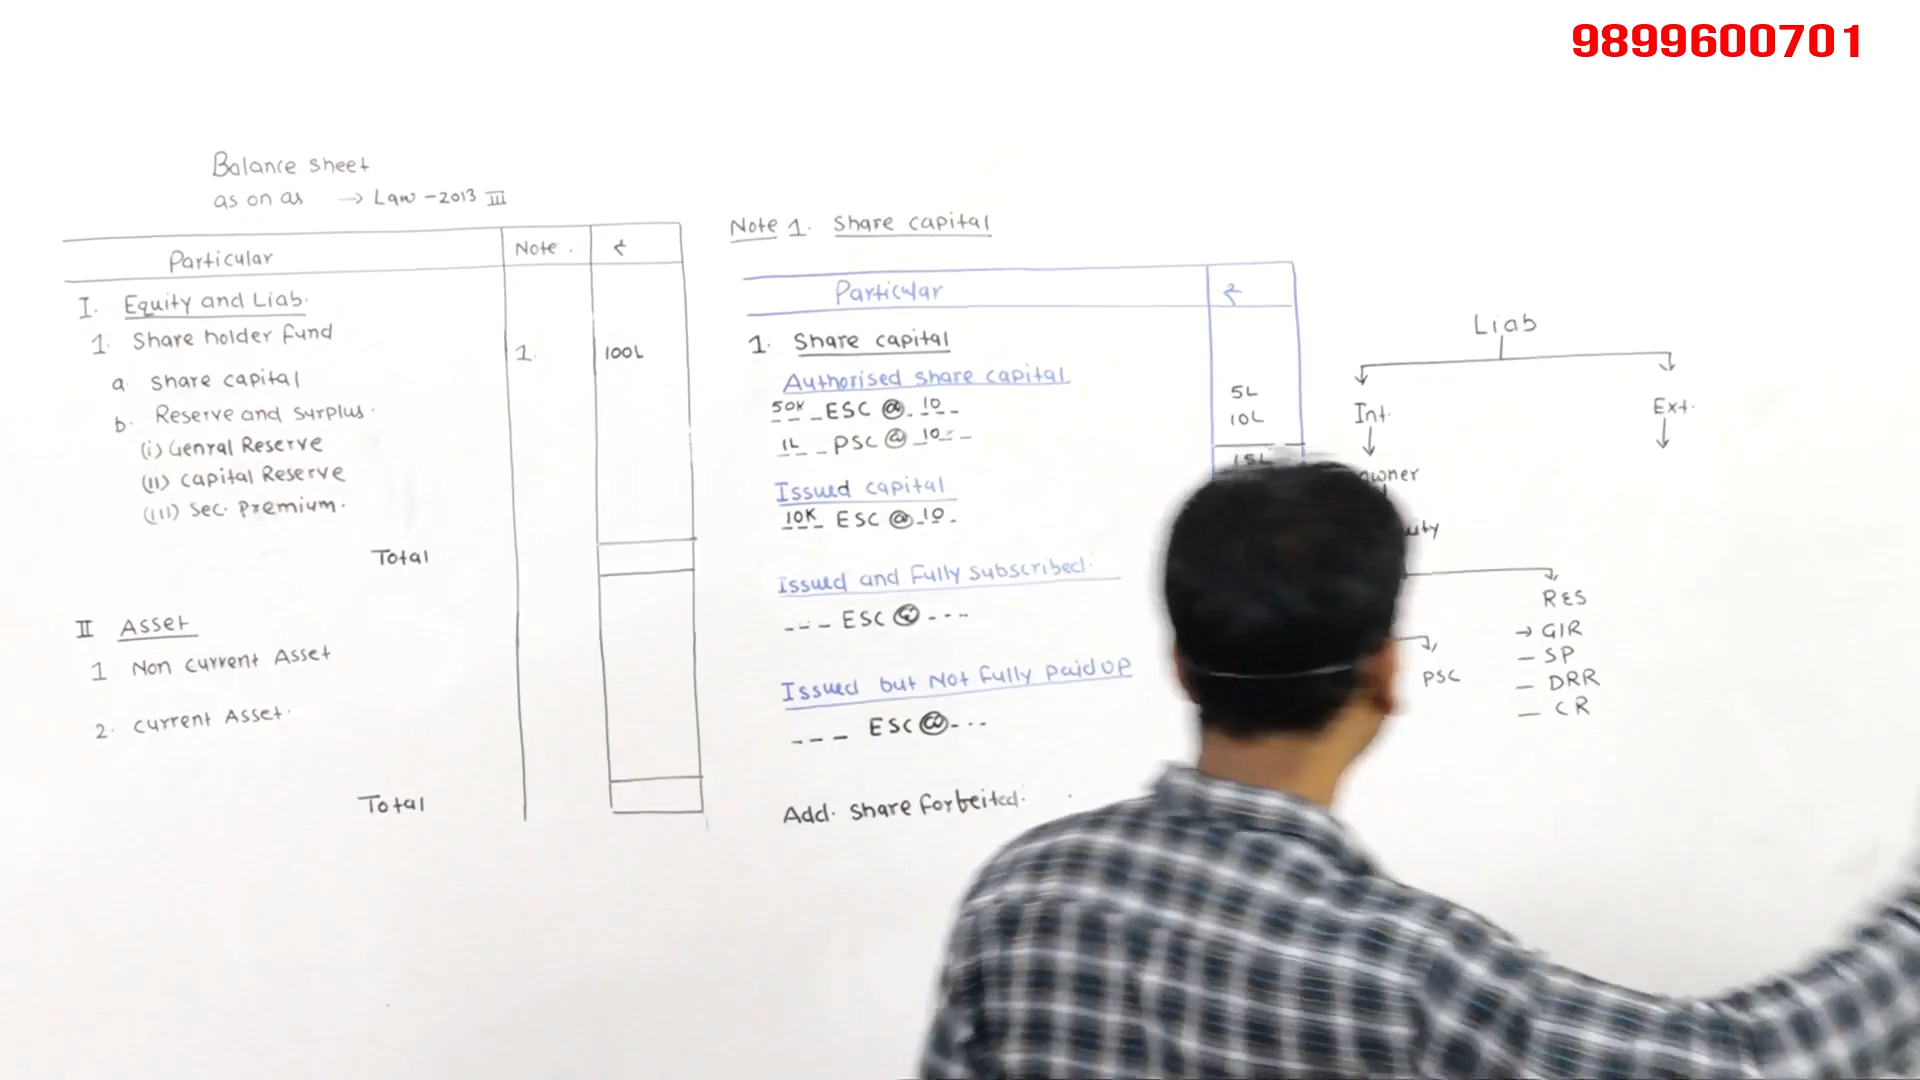 9899600701
Balance sheet
as on as → Law - 2013 III
Particular Note. ₹
I. Equity and Liab.
1. Share holder fund
1. 100L
a. Share capital
b. Reserve and surplus.
(i) Genral Reserve
(II) Capital Reserve
(III) Sec. Premium.
Total
II Asset
1 Non current Asset
2. Current Asset.
Total
Note 1. Share capital
Particular ₹
1. Share capital
Authorised share capital
50K ESC @ 10 5L
1L PSC @ 10 10L
15L
Issued capital
10K ESC @ 10
Issued and Fully subscribed.
--- ESC @ ---
Issued but Not Fully paid up
--- ESC @ ---
Add. Share Forbeited.
Liab
Int. Ext.
RES
→ GIR
— SP
— DRR
— CR
PSC